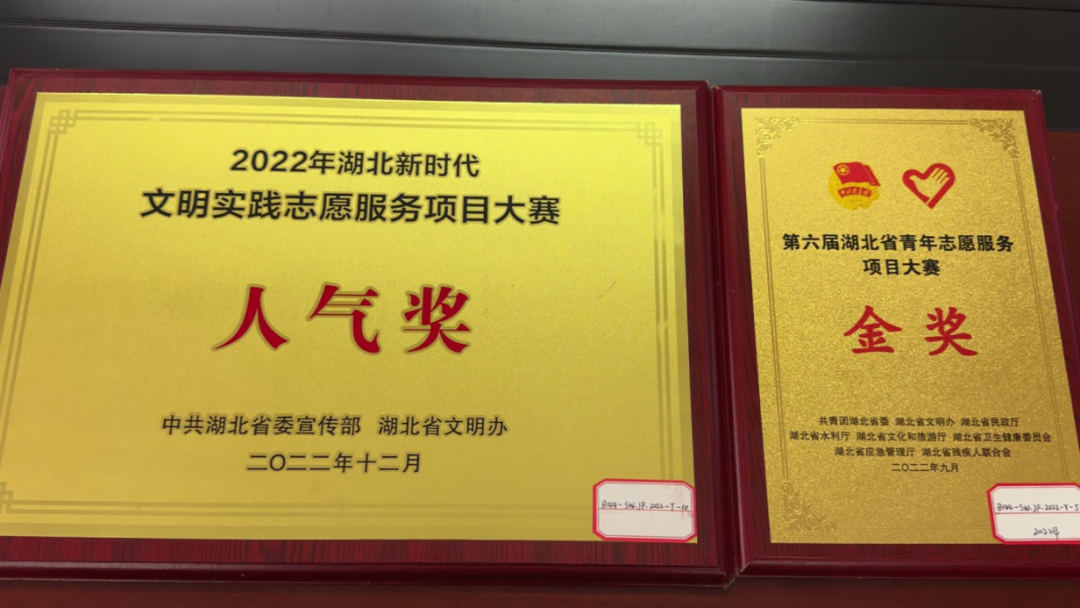 2022年湖北新时代
文明实践志愿服务项目大赛
人气奖
中共湖北省委宣传部 湖北省文明办
二〇二二年十二月
第六届湖北省青年志愿服务
项目大赛
金奖
共青团湖北省委 湖北省文明办 湖北省民政厅
湖北省水利厅 湖北省文化和旅游厅 湖北省卫生健康委员会
湖北省应急管理厅 湖北省残疾人联合会
二〇二二年九月
2022年